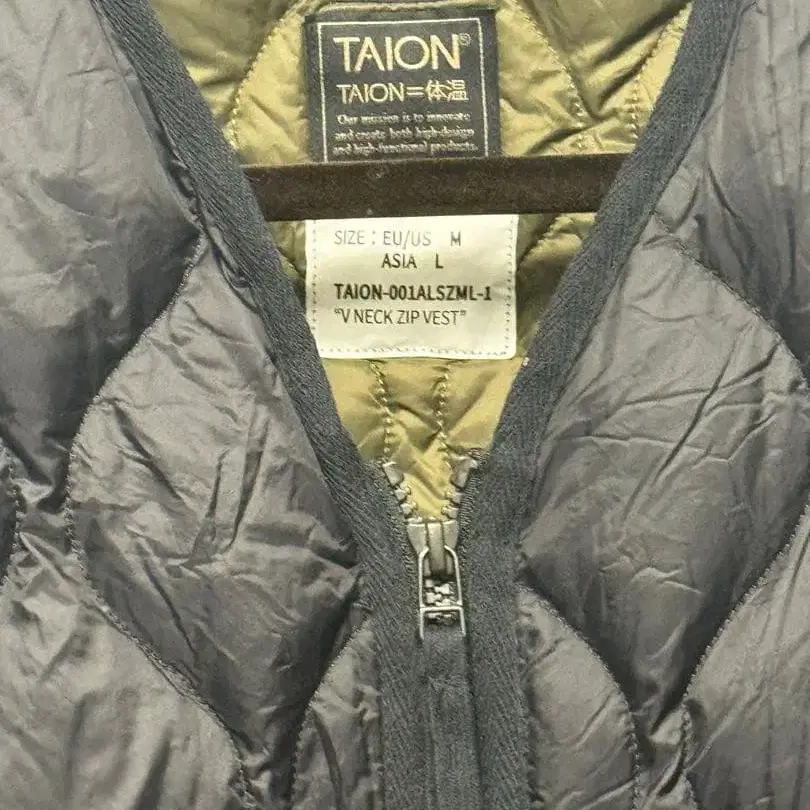 TAION®
TAION=体温
Our mission is to innovate
and create both high-design
and high-functional products.
SIZE : EU/US M
ASIA L
TAION-001ALSZML-1
"V NECK ZIP VEST"